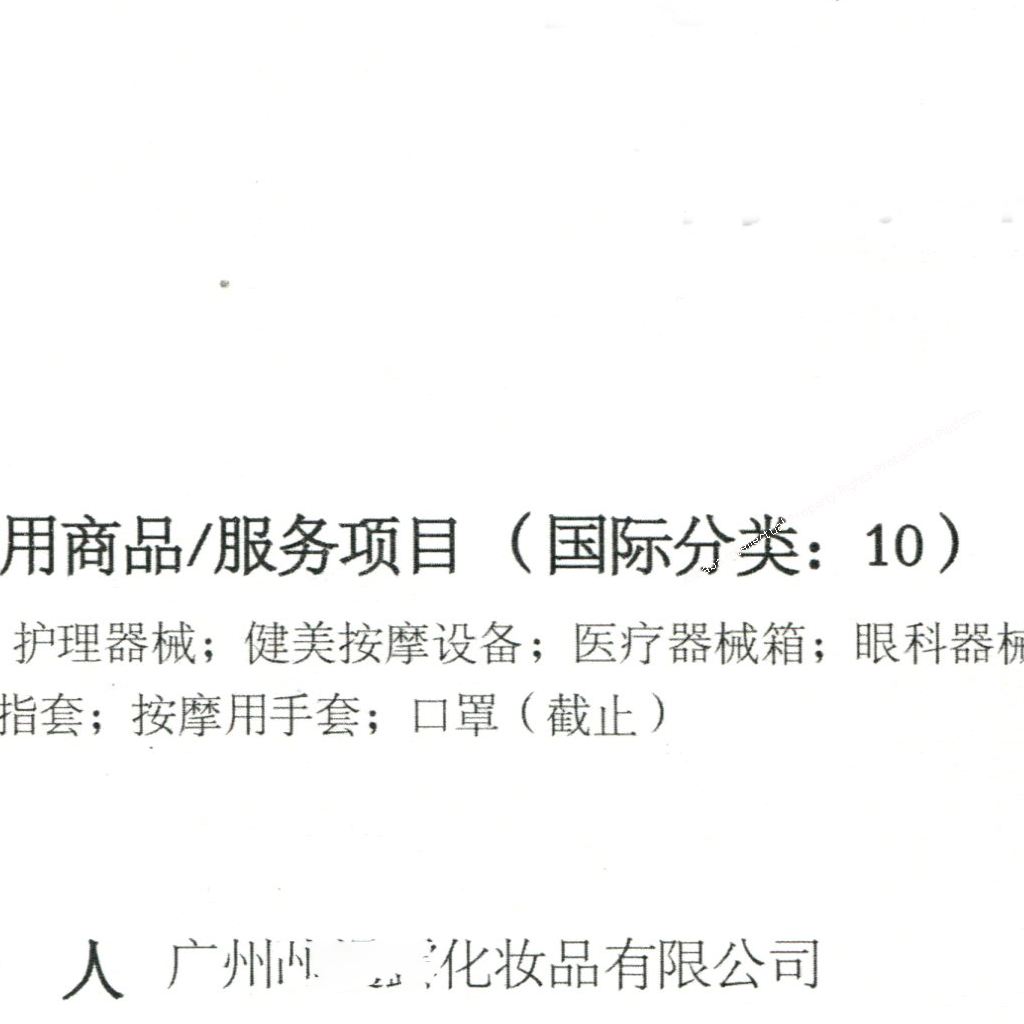 用商品/服务项目（国际分类：10）
护理器械；健美按摩设备；医疗器械箱；眼科器械
指套；按摩用手套；口罩（截止）
人 广州 化妆品有限公司